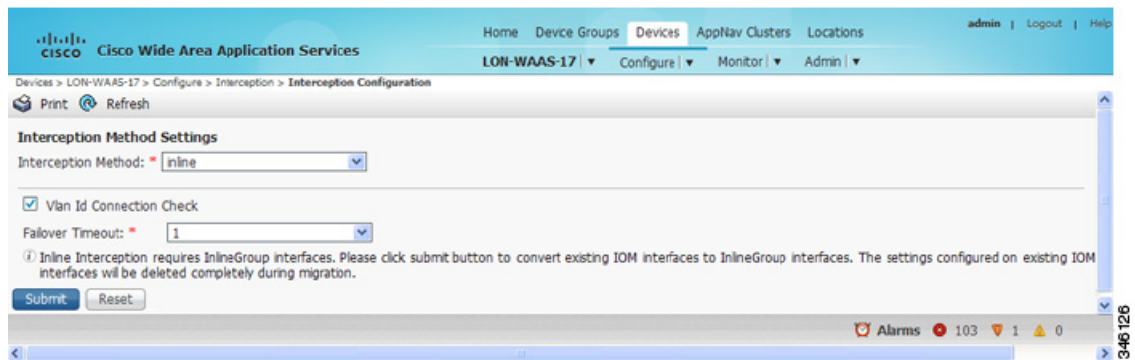 Home Device Groups Devices AppNav Clusters Locations
admin | Logout | Help
CISCO Cisco Wide Area Application Services
LON-WAAS-17 | Configure | Monitor | Admin |
Devices > LON-WAAS-17 > Configure > Interception > Interception Configuration
Print Refresh
Interception Method Settings
Interception Method: * inline
Vlan Id Connection Check
Failover Timeout: * 1
Inline Interception requires InlineGroup interfaces. Please click submit button to convert existing IOM interfaces to InlineGroup interfaces. The settings configured on existing IOM
interfaces will be deleted completely during migration.
Submit Reset
Alarms 103 1 0
346126